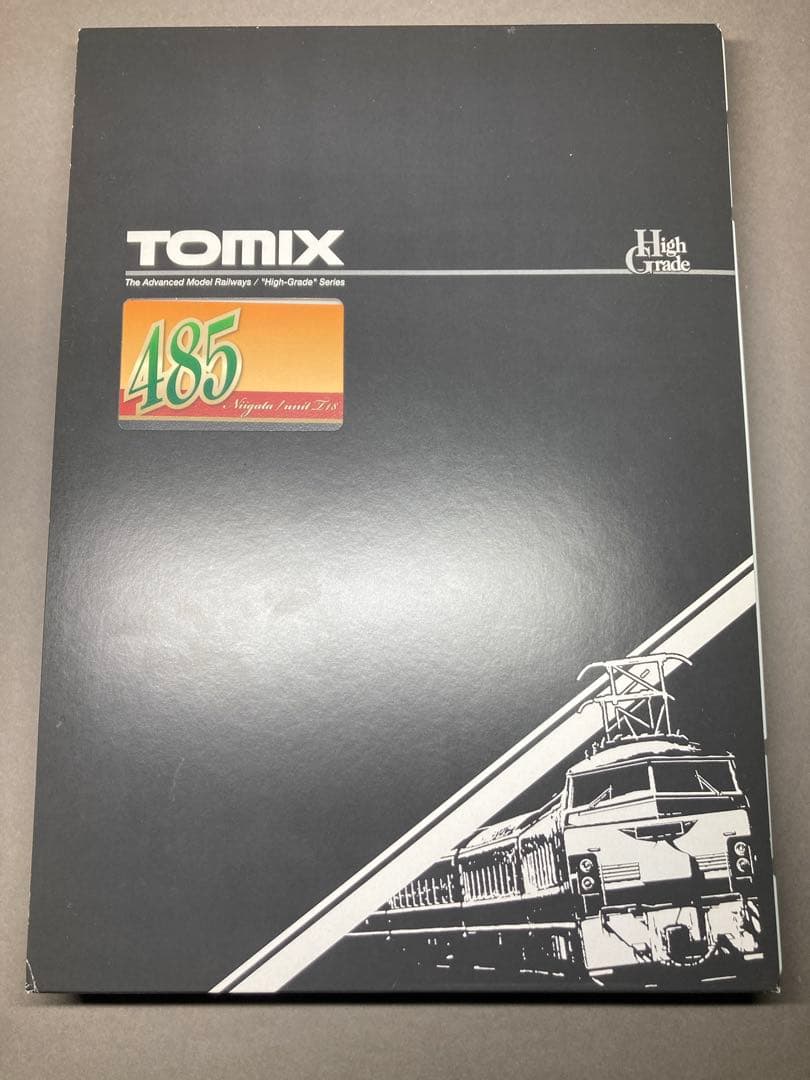 TOMIX
High Grade
The Advanced Model Railways / "High-Grade" Series
485
Niigata / unit T18